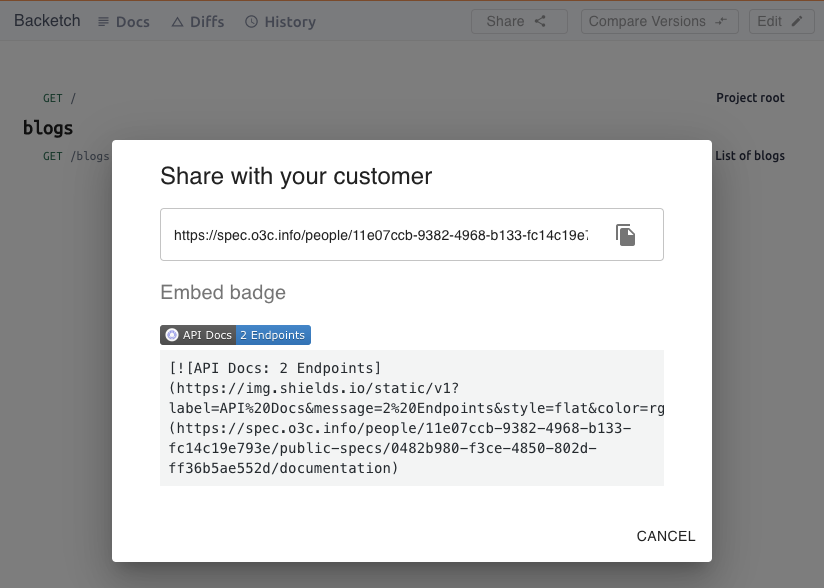 Backetch Docs Diffs History Share Compare Versions Edit
GET / Project root
blogs
GET /blogs List of blogs
Share with your customer
https://spec.o3c.info/people/11e07ccb-9382-4968-b133-fc14c19e7
Embed badge
API Docs 2 Endpoints
[![API Docs: 2 Endpoints]
(https://img.shields.io/static/v1?
label=API%20Docs&message=2%20Endpoints&style=flat&color=rg
(https://spec.o3c.info/people/11e07ccb-9382-4968-b133-
fc14c19e793e/public-specs/0482b980-f3ce-4850-802d-
ff36b5ae552d/documentation)
CANCEL